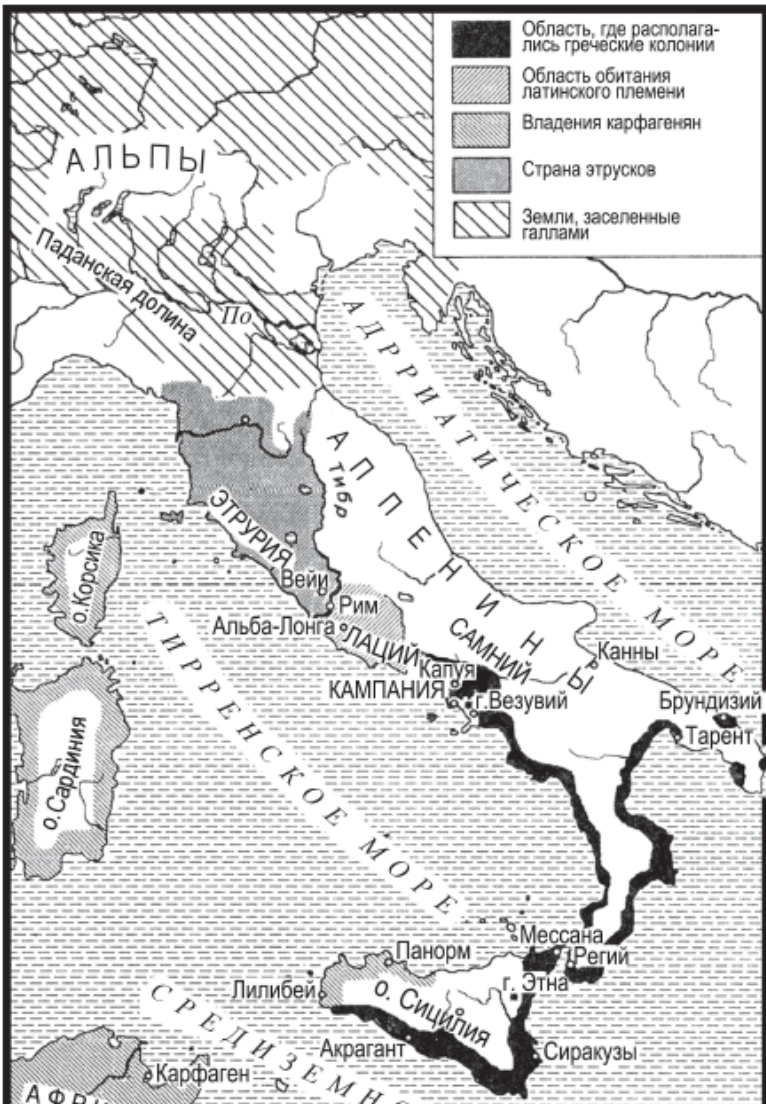 Область, где располага-
лись греческие колонии
Область обитания
латинского племени
Владения карфагенян
Страна этрусков
Земли, заселенные
галлами
АЛЬПЫ
Паданская долина
По
АДРРИАТИЧЕСКОЕ МОРЕ
АППЕНИНЫ
тибр
ЭТРУРИЯ
о.Корсика
Вейи
Рим
Альба-Лонга
ЛАЦИЙ
САМНИЙ
Канны
Капуя
КАМПАНИЯ
г.Везувий
Брундизий
Тарент
ТИРРЕНСКОЕ МОРЕ
о.Сардиния
Мессана
Панорм
Регий
г. Этна
Лилибей
о. СИЦИЛИЯ
СРЕДИЗЕМНО
Акрагант
Сиракузы
Карфаген
АФРИ